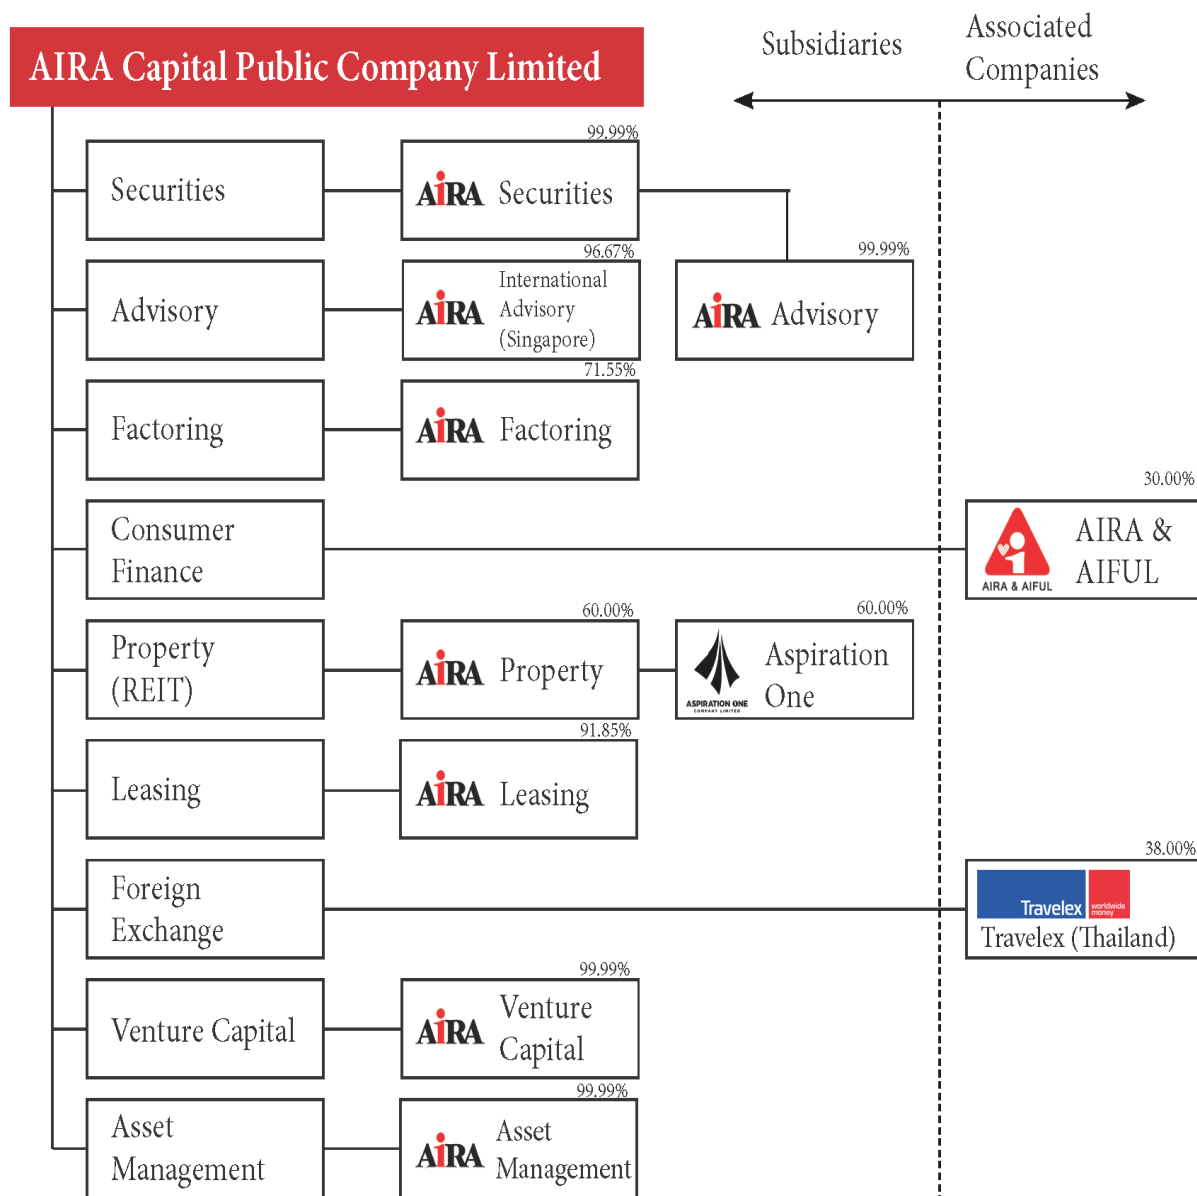 AIRA Capital Public Company Limited
Subsidiaries
Associated
Companies
99.99%
Securities
AiRA Securities
96.67%
99.99%
Advisory
AiRA
International
Advisory
(Singapore)
AiRA Advisory
71.55%
Factoring
AiRA Factoring
30.00%
Consumer
Finance
AIRA & AIFUL
AIRA &
AIFUL
60.00%
60.00%
Property
(REIT)
AiRA Property
ASPIRATION ONE
COMPANY LIMITED
Aspiration
One
91.85%
Leasing
AiRA Leasing
38.00%
Foreign
Exchange
Travelex
worldwide
money
Travelex (Thailand)
99.99%
Venture Capital
AiRA
Venture
Capital
99.99%
Asset
Management
AiRA
Asset
Management